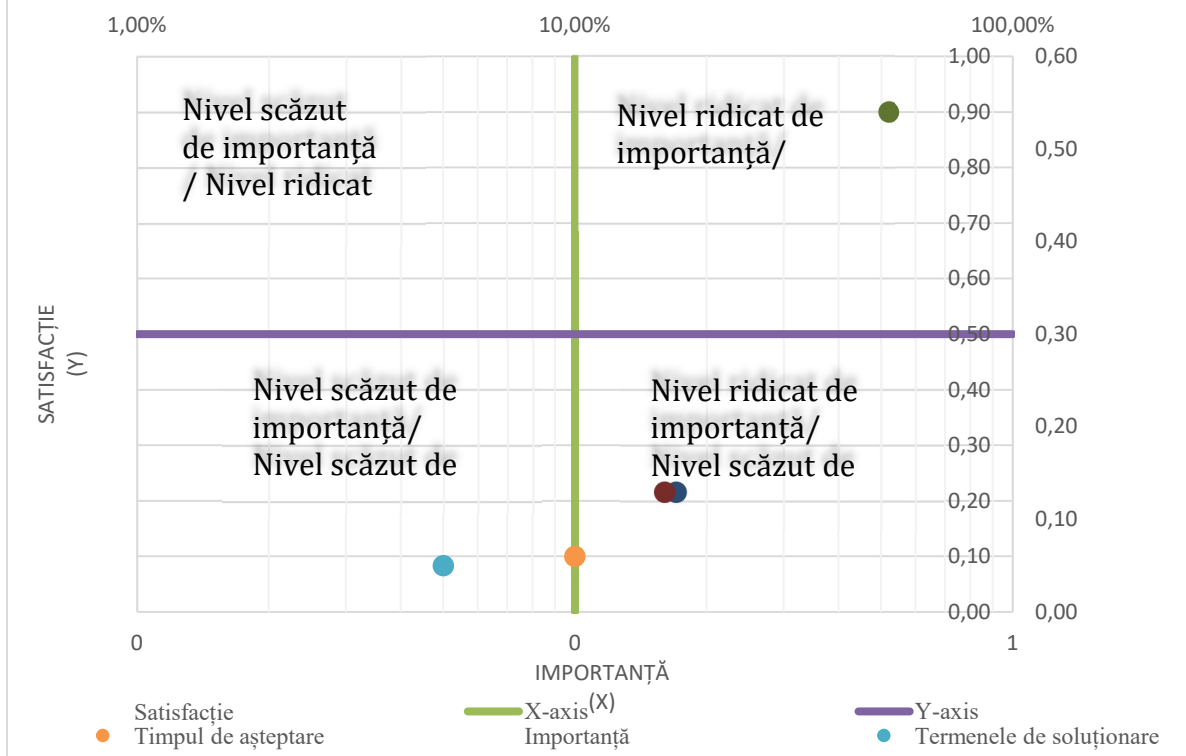 1,00% 10,00% 100,00%
1,00 0,60
Nivel scăzut
de importanță
/ Nivel ridicat
Nivel ridicat de
importanță/
0,90
0,50
0,80
0,70
0,40
0,60
SATISFACȚIE
(Y)
0,50 0,30
Nivel scăzut de
importanță/
Nivel scăzut de
Nivel ridicat de
importanță/
Nivel scăzut de
0,40
0,30
0,20
0,20
0,10
0,10
0,00 0,00
0 0 1
IMPORTANȚĂ
(X)
Satisfacție X-axis Y-axis
Timpul de așteptare Importanță Termenele de soluționare